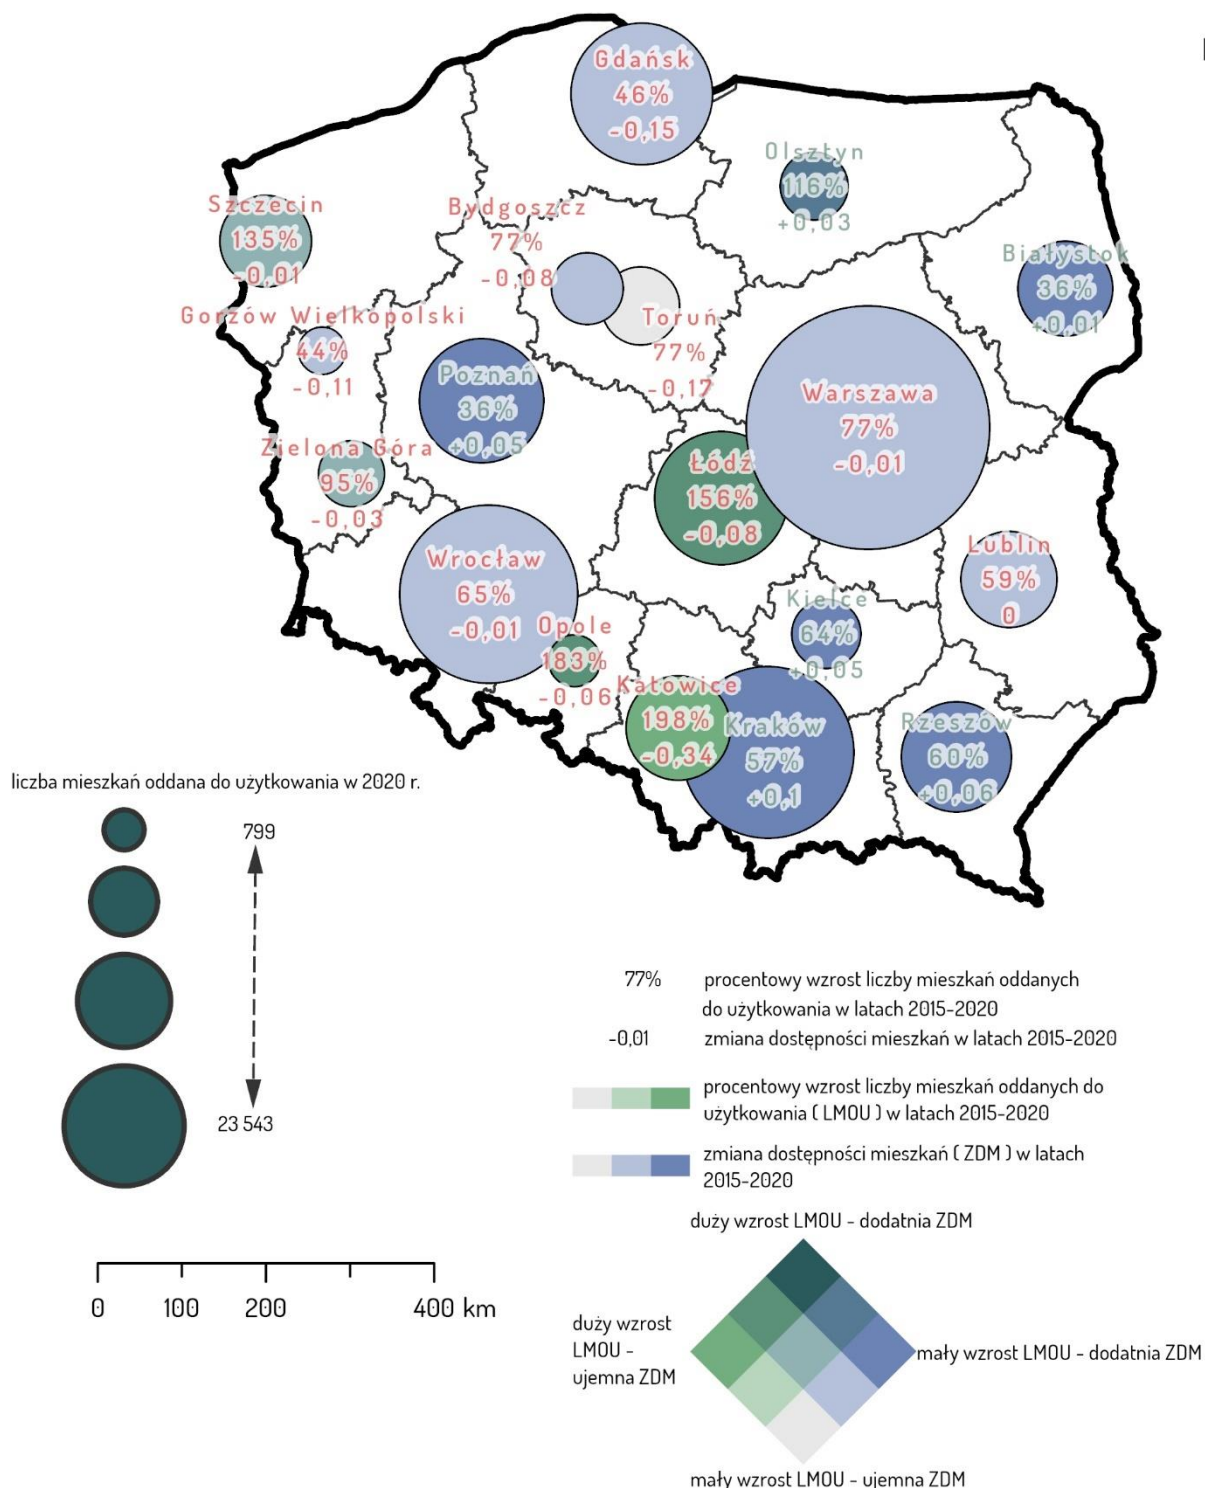 Gdańsk
46%
-0,15
Olsztyn
116%
+0,03
Szczecin
135%
-0,01
Bydgoszcz
77%
-0,08
Białystok
36%
+0,01
Gorzów Wielkopolski
44%
-0,11
Toruń
77%
-0,17
Poznań
36%
+0,05
Warszawa
77%
-0,01
Zielona Góra
95%
-0,03
Łódź
156%
-0,08
Wrocław
65%
-0,01
Lublin
59%
0
Kielce
64%
+0,05
Opole
183%
-0,06
Katowice
198%
-0,34
Kraków
57%
+0,1
Rzeszów
60%
+0,06
liczba mieszkań oddana do użytkowania w 2020 r.
799
23 543
77% procentowy wzrost liczby mieszkań oddanych
do użytkowania w latach 2015-2020
-0,01 zmiana dostępności mieszkań w latach 2015-2020
procentowy wzrost liczby mieszkań oddanych do
użytkowania ( LMOU ) w latach 2015-2020
zmiana dostępności mieszkań ( ZDM ) w latach
2015-2020
0 100 200 400 km
duży wzrost LMOU - dodatnia ZDM
duży wzrost
LMOU -
ujemna ZDM
mały wzrost LMOU - dodatnia ZDM
mały wzrost LMOU - ujemna ZDM